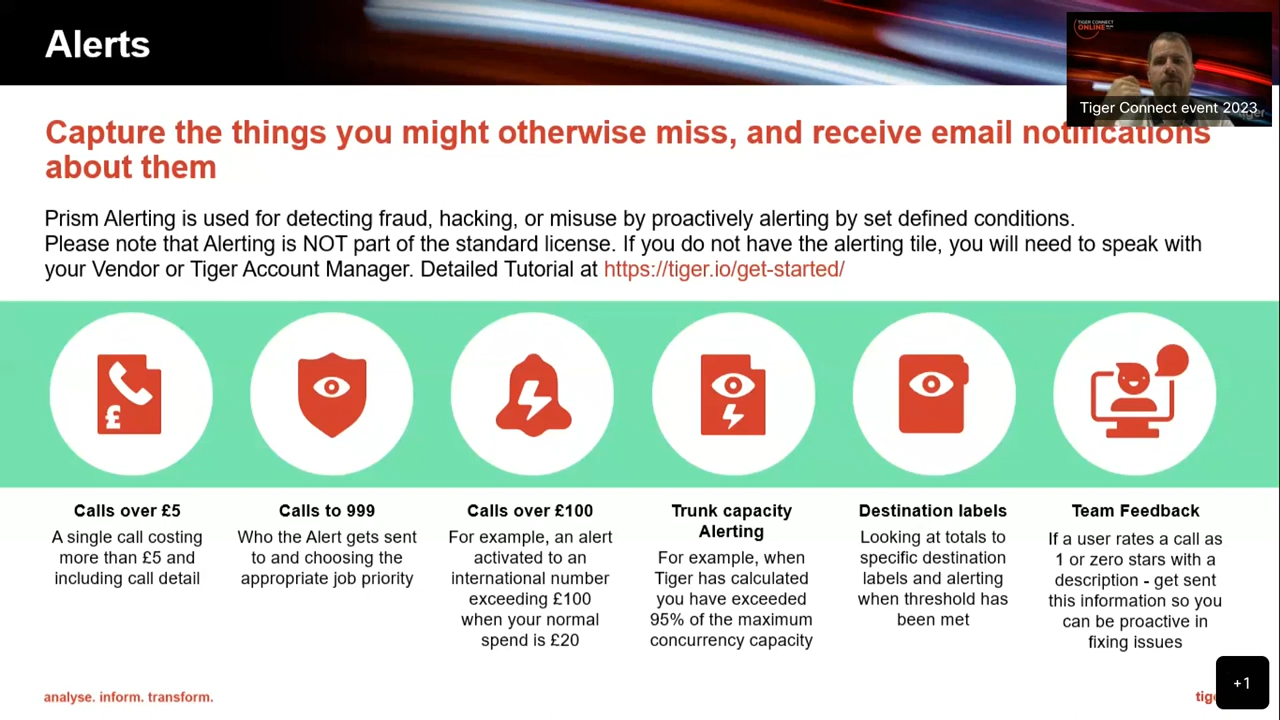 Alerts
TIGER CONNECT
ONLINE
Tiger Connect event 2023
Capture the things you might otherwise miss, and receive email notifications
about them
Prism Alerting is used for detecting fraud, hacking, or misuse by proactively alerting by set defined conditions.
Please note that Alerting is NOT part of the standard license. If you do not have the alerting tile, you will need to speak with
your Vendor or Tiger Account Manager. Detailed Tutorial at https://tiger.io/get-started/
£
Calls over £5
A single call costing
more than £5 and
including call detail
Calls to 999
Who the Alert gets sent
to and choosing the
appropriate job priority
Calls over £100
For example, an alert
activated to an
international number
exceeding £100
when your normal
spend is £20
Trunk capacity
Alerting
For example, when
Tiger has calculated
you have exceeded
95% of the maximum
concurrency capacity
Destination labels
Looking at totals to
specific destination
labels and alerting
when threshold has
been met
Team Feedback
If a user rates a call as
1 or zero stars with a
description - get sent
this information so you
can be proactive in
fixing issues
analyse. inform. transform.
+1